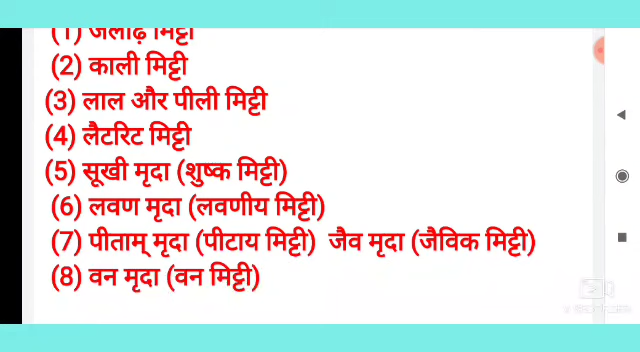 (1) जलोढ़ मिट्टी
(2) काली मिट्टी
(3) लाल और पीली मिट्टी
(4) लैटरिट मिट्टी
(5) सूखी मृदा (शुष्क मिट्टी)
(6) लवण मृदा (लवणीय मिट्टी)
(7) पीताम् मृदा (पीटाय मिट्टी) जैव मृदा (जैविक मिट्टी)
(8) वन मृदा (वन मिट्टी)